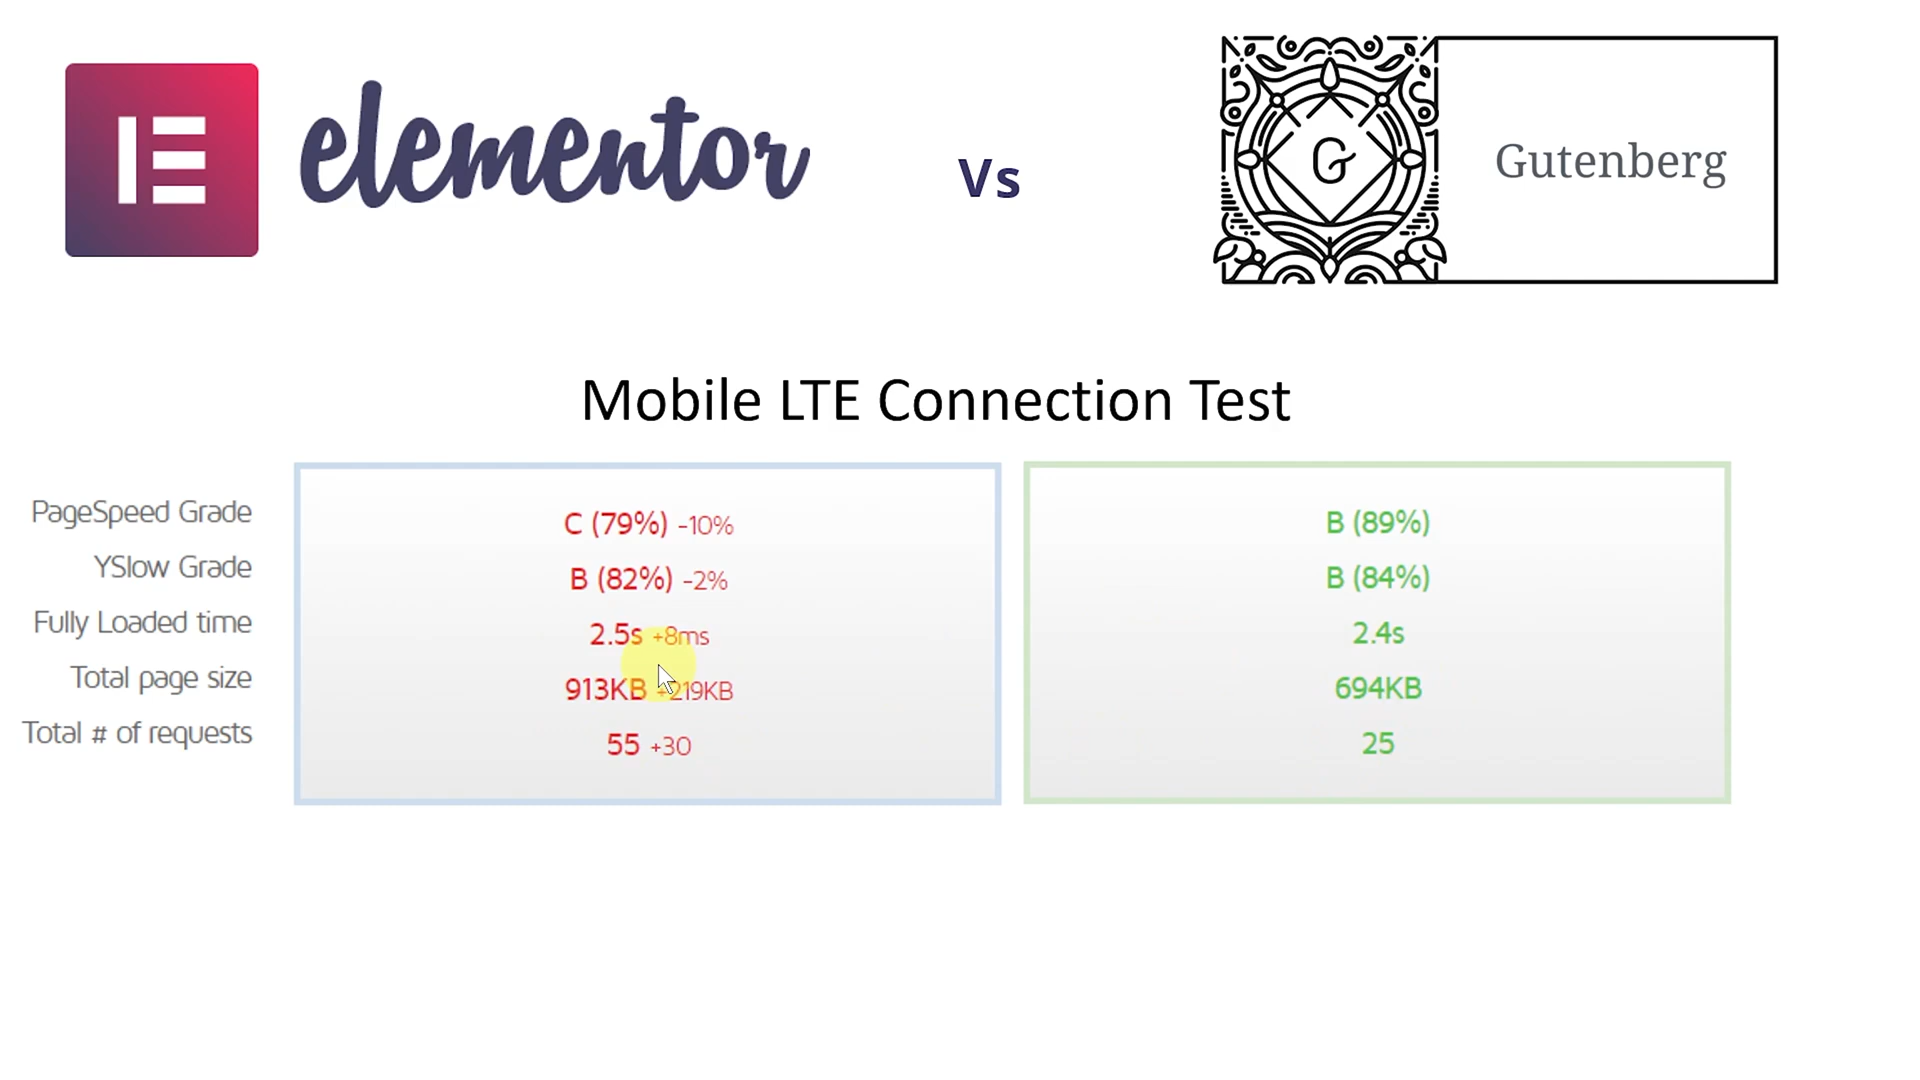 elementor
Vs
G
Gutenberg
Mobile LTE Connection Test
PageSpeed Grade C (79%) -10% B (89%)
YSlow Grade B (82%) -2% B (84%)
Fully Loaded time 2.5s +8ms 2.4s
Total page size 913KB +219KB 694KB
Total # of requests 55 +30 25